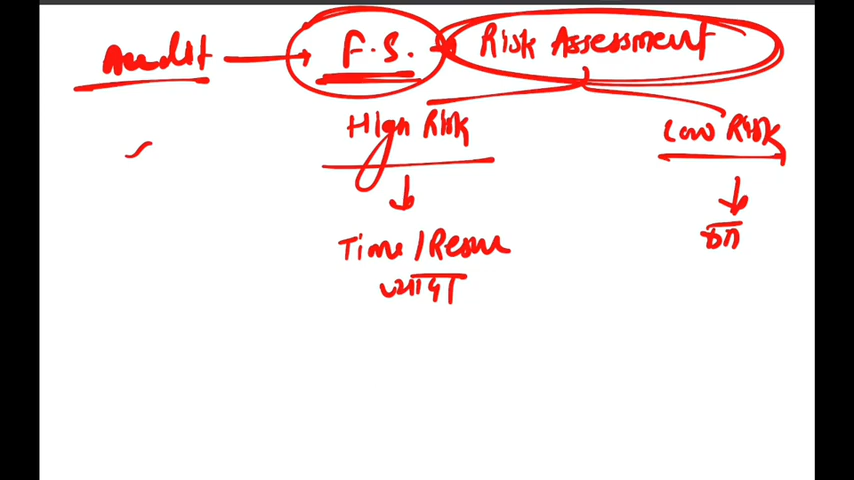 Audit → F.S. → Risk Assessment
High Risk
Low Risk
Time / Resou
ज्यादा
कम